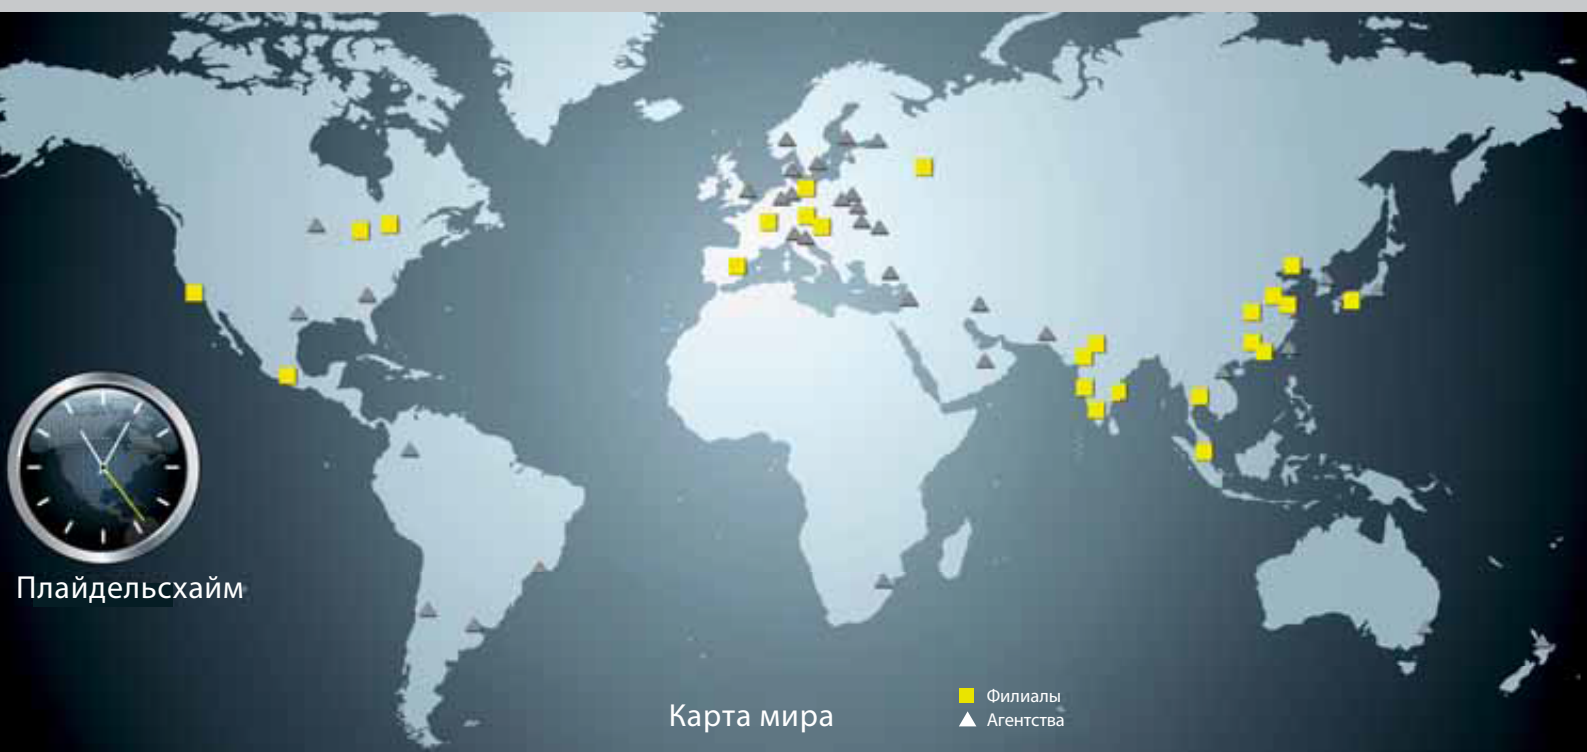 Плайдельсхайм
Карта мира
Филиалы
Агентства